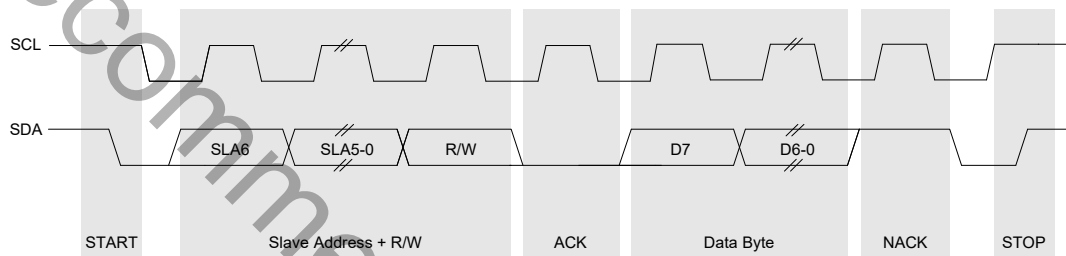 SCL
SDA
SLA6 SLA5-0 R/W D7 D6-0
START Slave Address + R/W ACK Data Byte NACK STOP